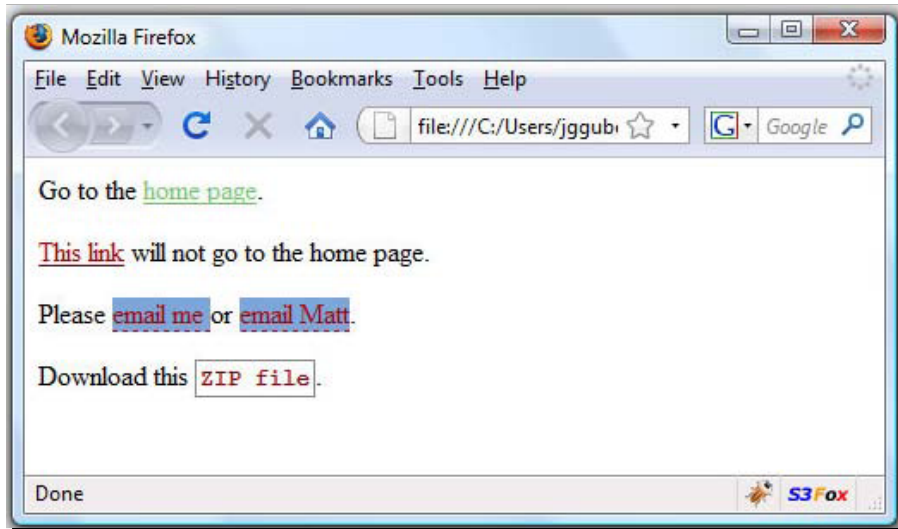 Mozilla Firefox
File Edit View History Bookmarks Tools Help
file:///C:/Users/jggub Google
Go to the home page.
This link will not go to the home page.
Please email me or email Matt.
Download this ZIP file.
Done S3Fox